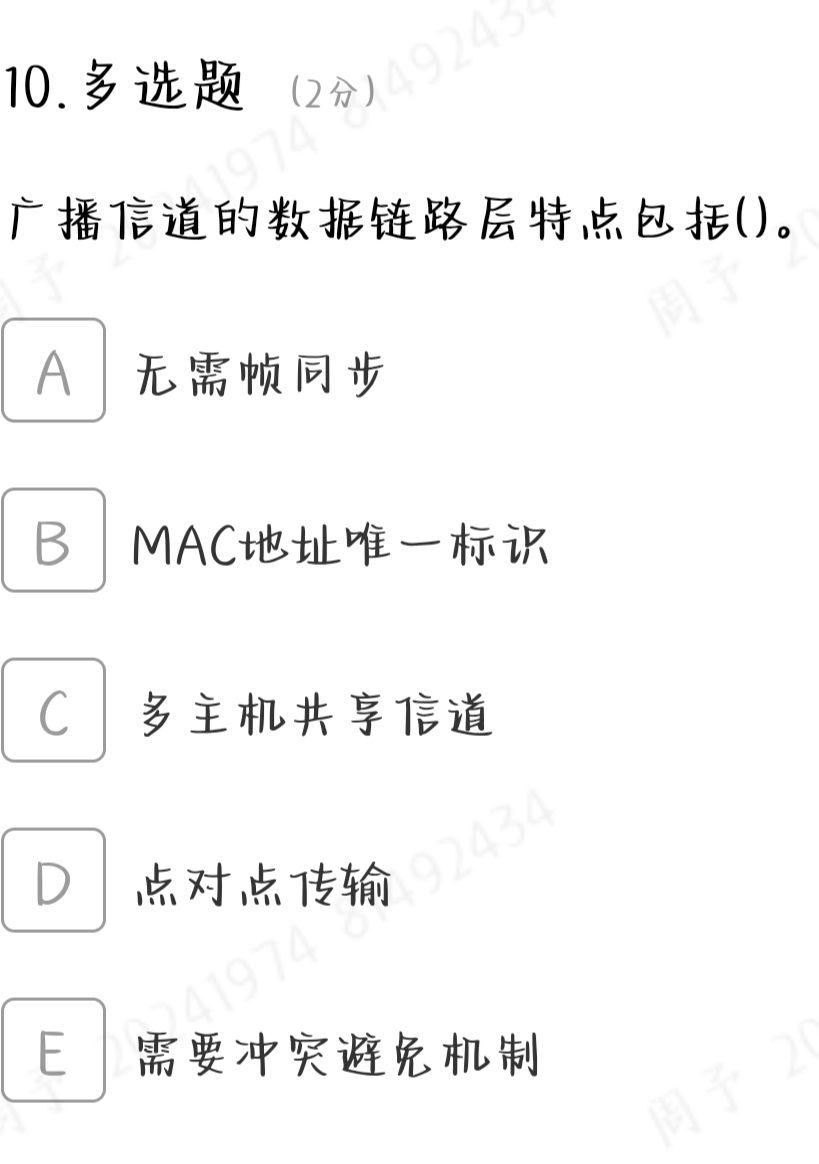 10.多选题 (2分)
广播信道的数据链路层特点包括()。
A 无需帧同步
B MAC地址唯一标识
C 多主机共享信道
D 点对点传输
E 需要冲突避免机制